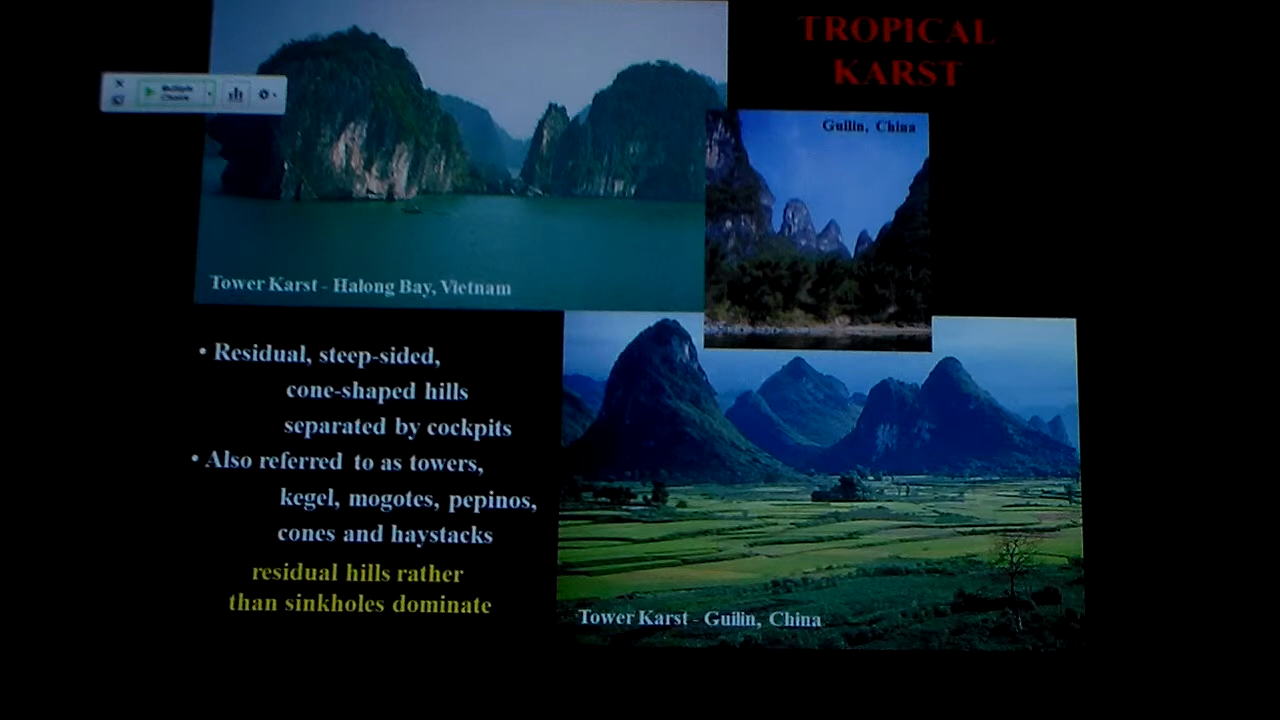 TROPICAL
KARST
Multiple
Choice
Guilin, China
Tower Karst - Halong Bay, Vietnam
• Residual, steep-sided,
cone-shaped hills
separated by cockpits
• Also referred to as towers,
kegel, mogotes, pepinos,
cones and haystacks
residual hills rather
than sinkholes dominate
Tower Karst - Guilin, China